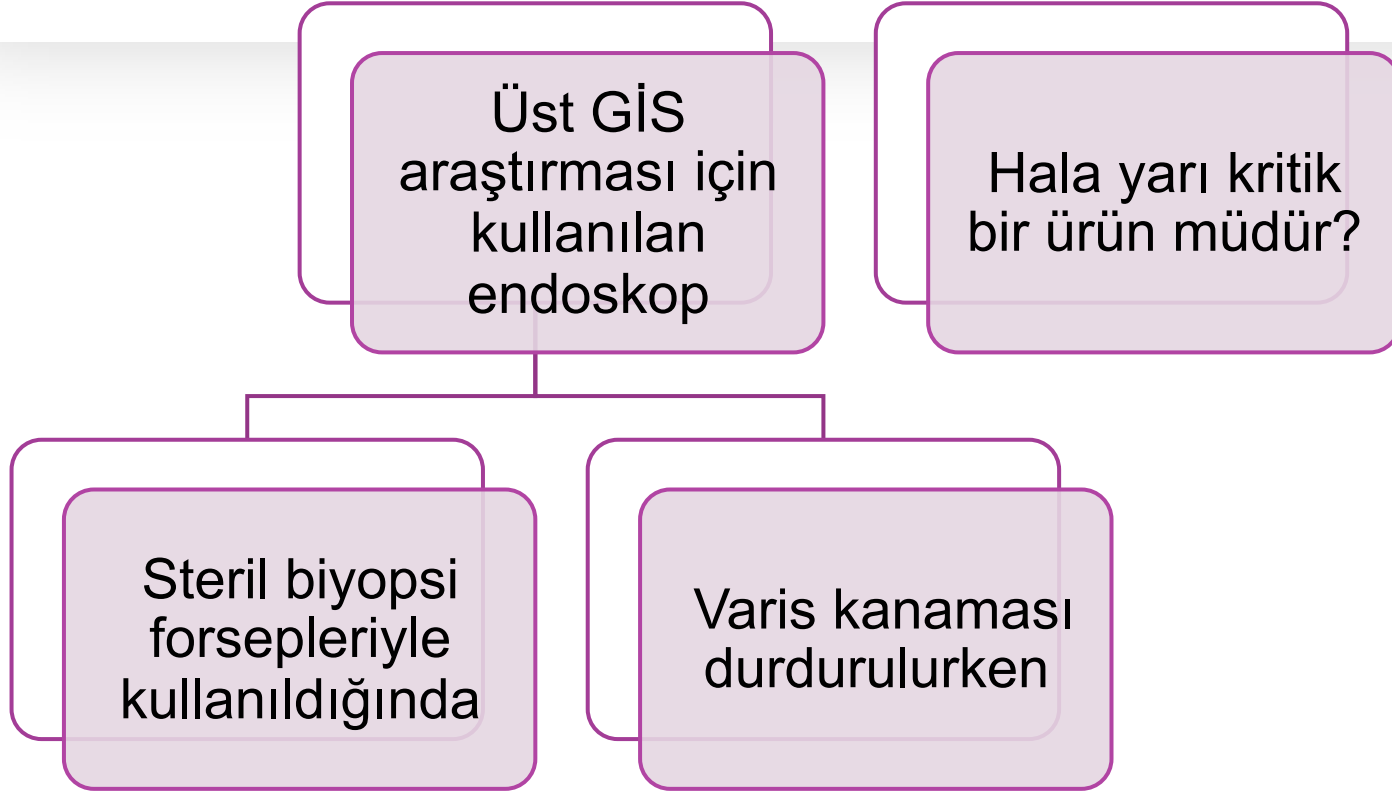 Üst GİS
araştırması için
kullanılan
endoskop
Hala yarı kritik
bir ürün müdür?
Steril biyopsi
forsepleriyle
kullanıldığında
Varis kanaması
durdurulurken